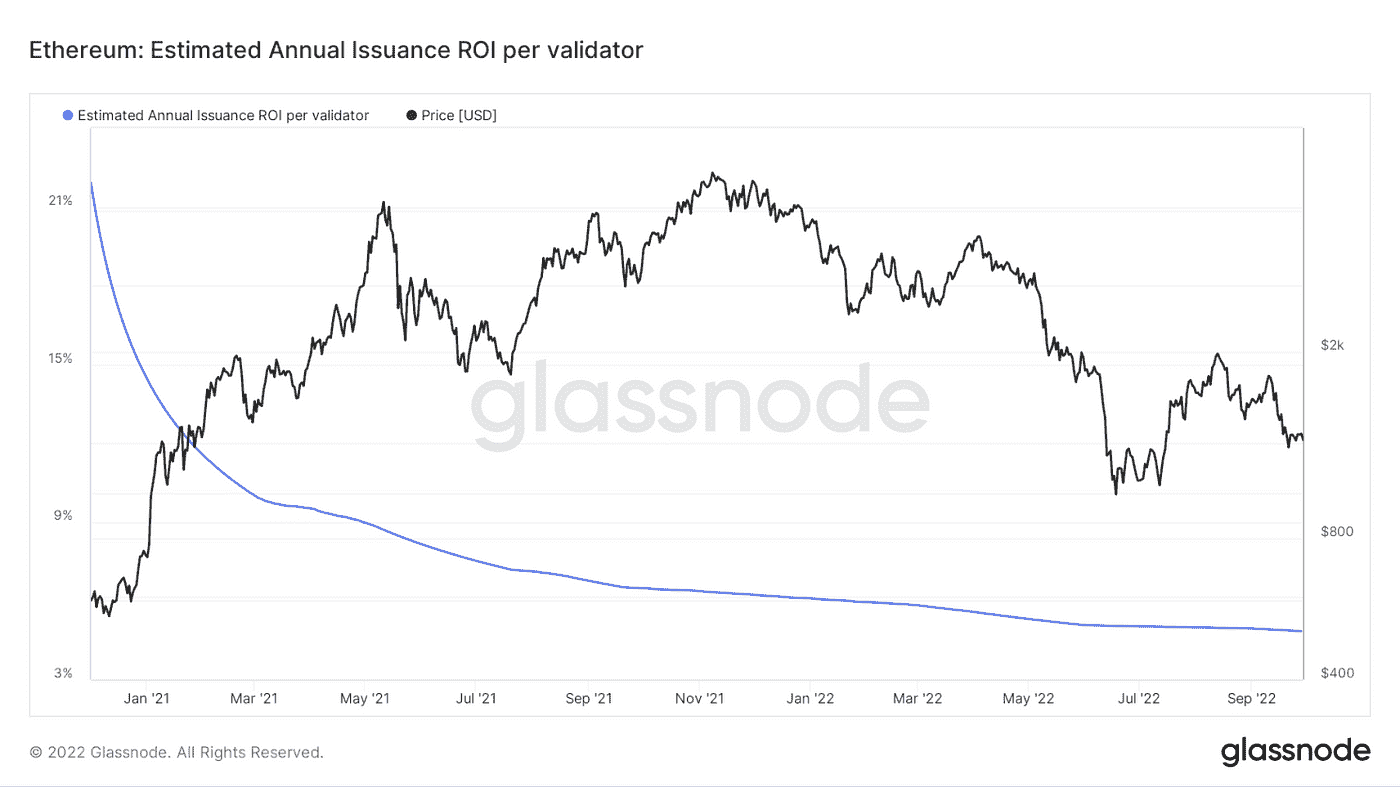 Ethereum: Estimated Annual Issuance ROI per validator
Estimated Annual Issuance ROI per validator Price [USD]
21%
15%
9%
3%
$2k
$800
$400
glassnode
Jan '21 Mar '21 May '21 Jul '21 Sep '21 Nov '21 Jan '22 Mar '22 May '22 Jul '22 Sep '22
© 2022 Glassnode. All Rights Reserved.
glassnode